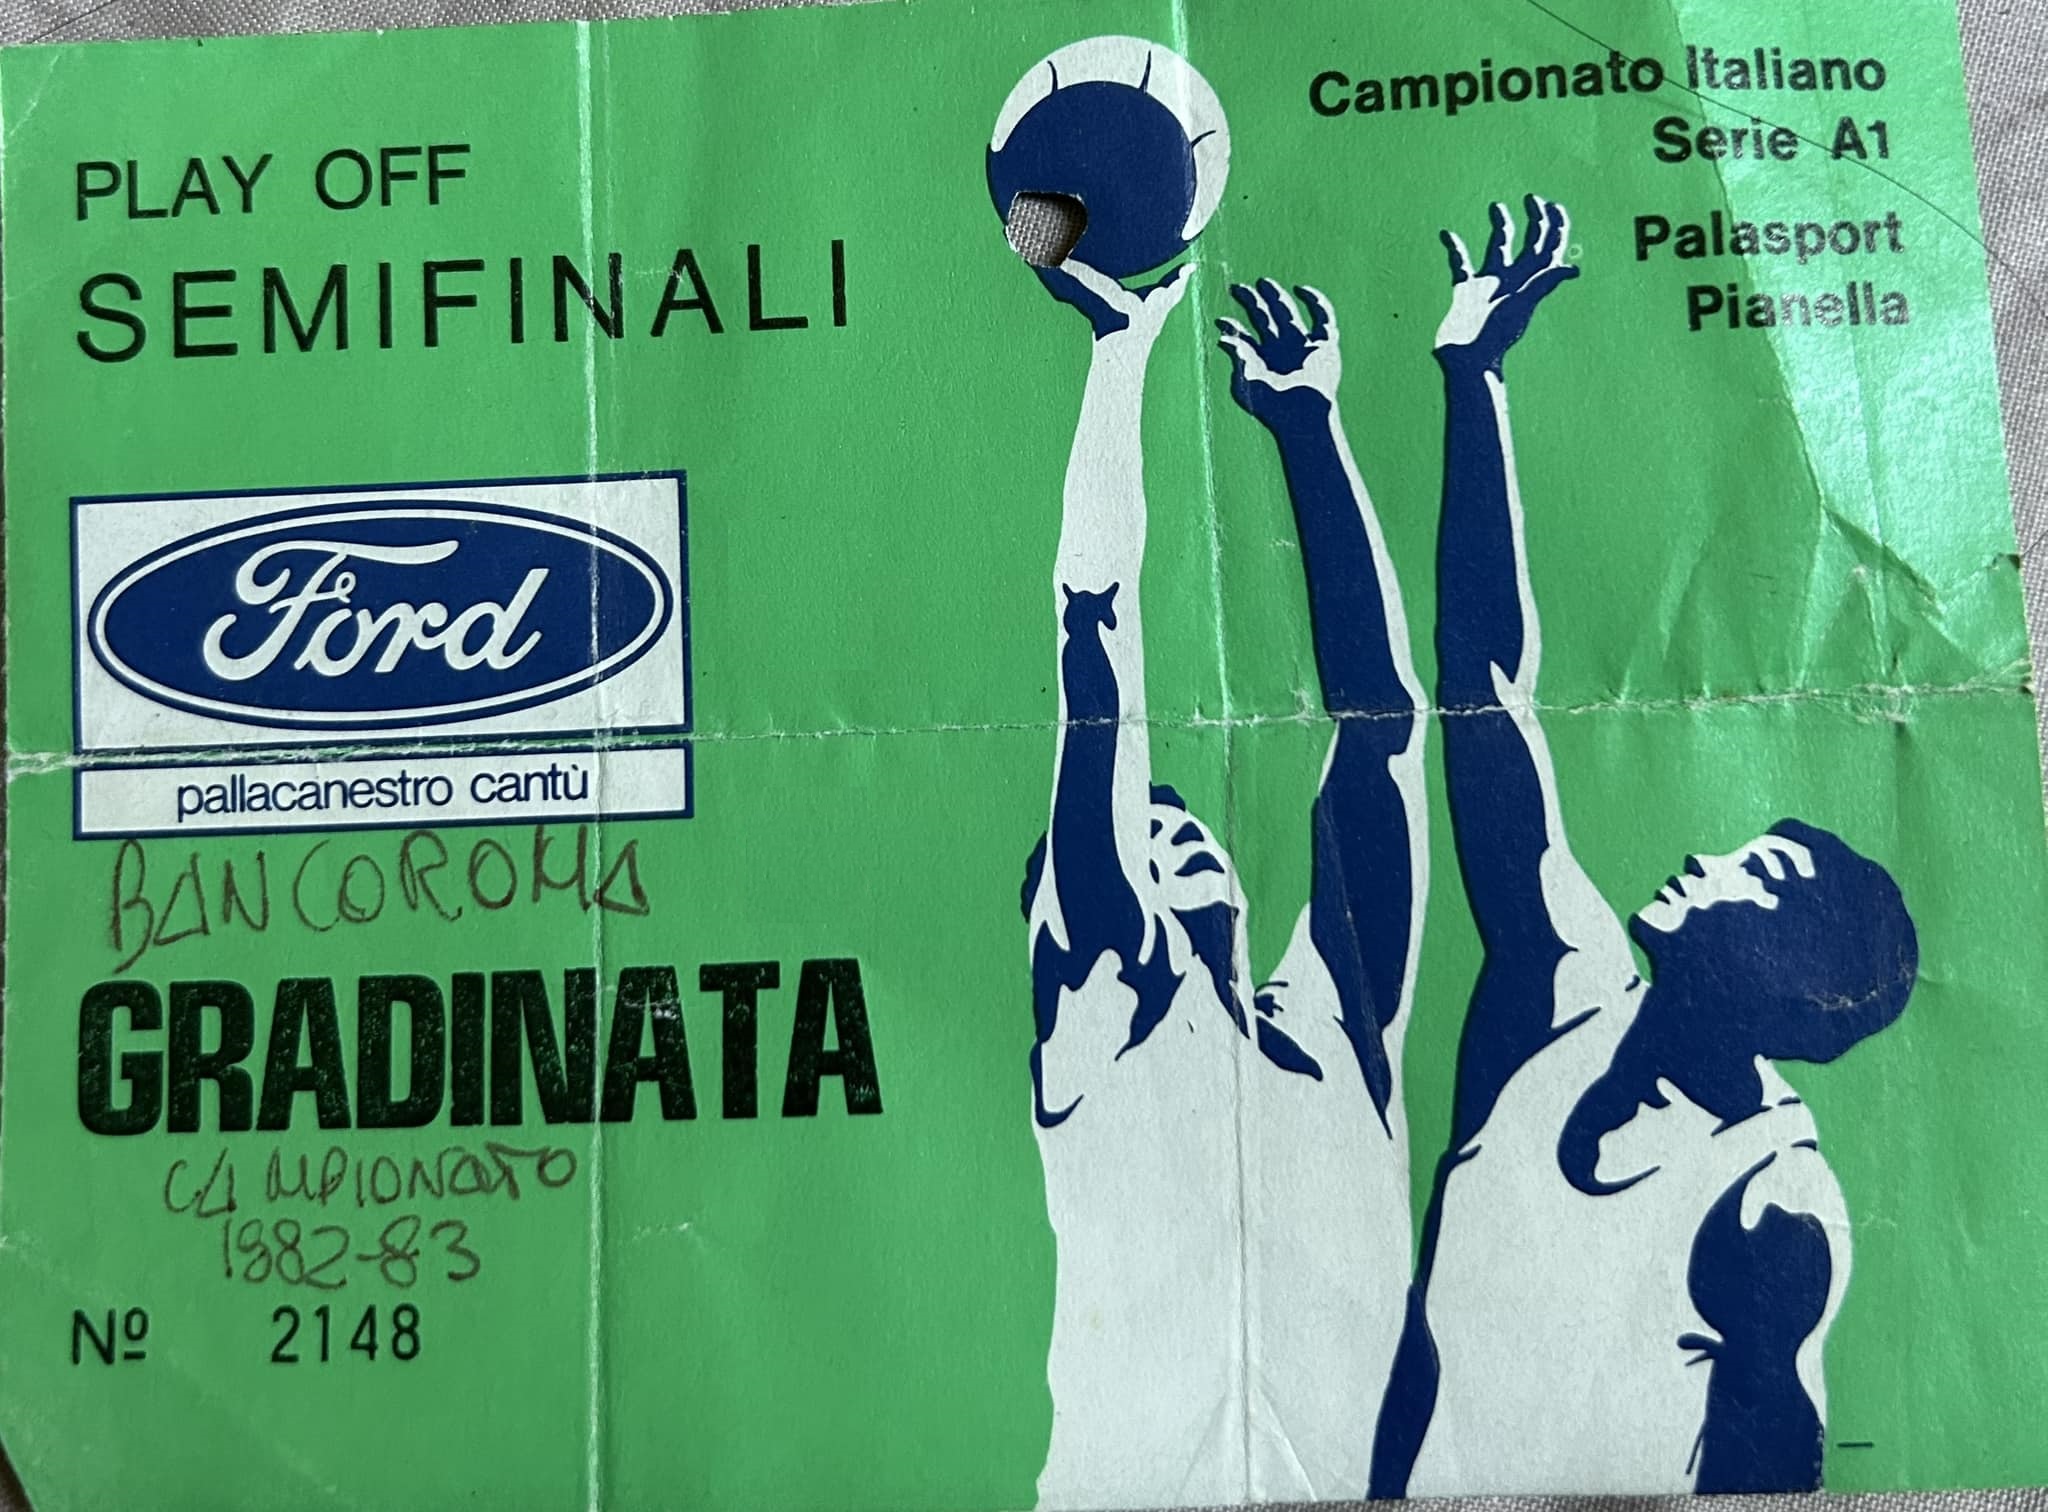 PLAY OFF
SEMIFINALI
Campionato Italiano
Serie A1
Palasport
Pianella
Ford
pallacanestro cantù
BANCOROMA
GRADINATA
CAMPIONATO
1982-83
Nº 2148